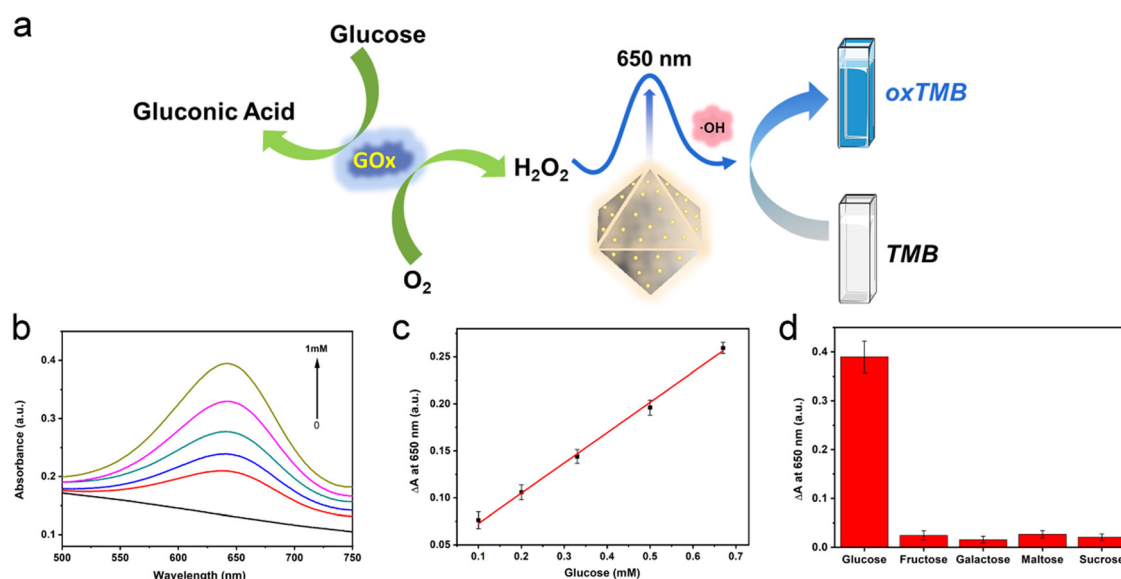 a
Glucose
Gluconic Acid
GOx
O₂
H₂O₂
650 nm
·OH
oxTMB
TMB
b
Absorbance (a.u.)
0.4
0.3
0.2
0.1
1mM
0
500 550 600 650 700 750
Wavelength (nm)
c
ΔA at 650 nm (a.u.)
0.25
0.20
0.15
0.10
0.05
0.1 0.2 0.3 0.4 0.5 0.6 0.7
Glucose (mM)
d
ΔA at 650 nm (a.u.)
0.4
0.3
0.2
0.1
0.0
Glucose Fructose Galactose Maltose Sucrose